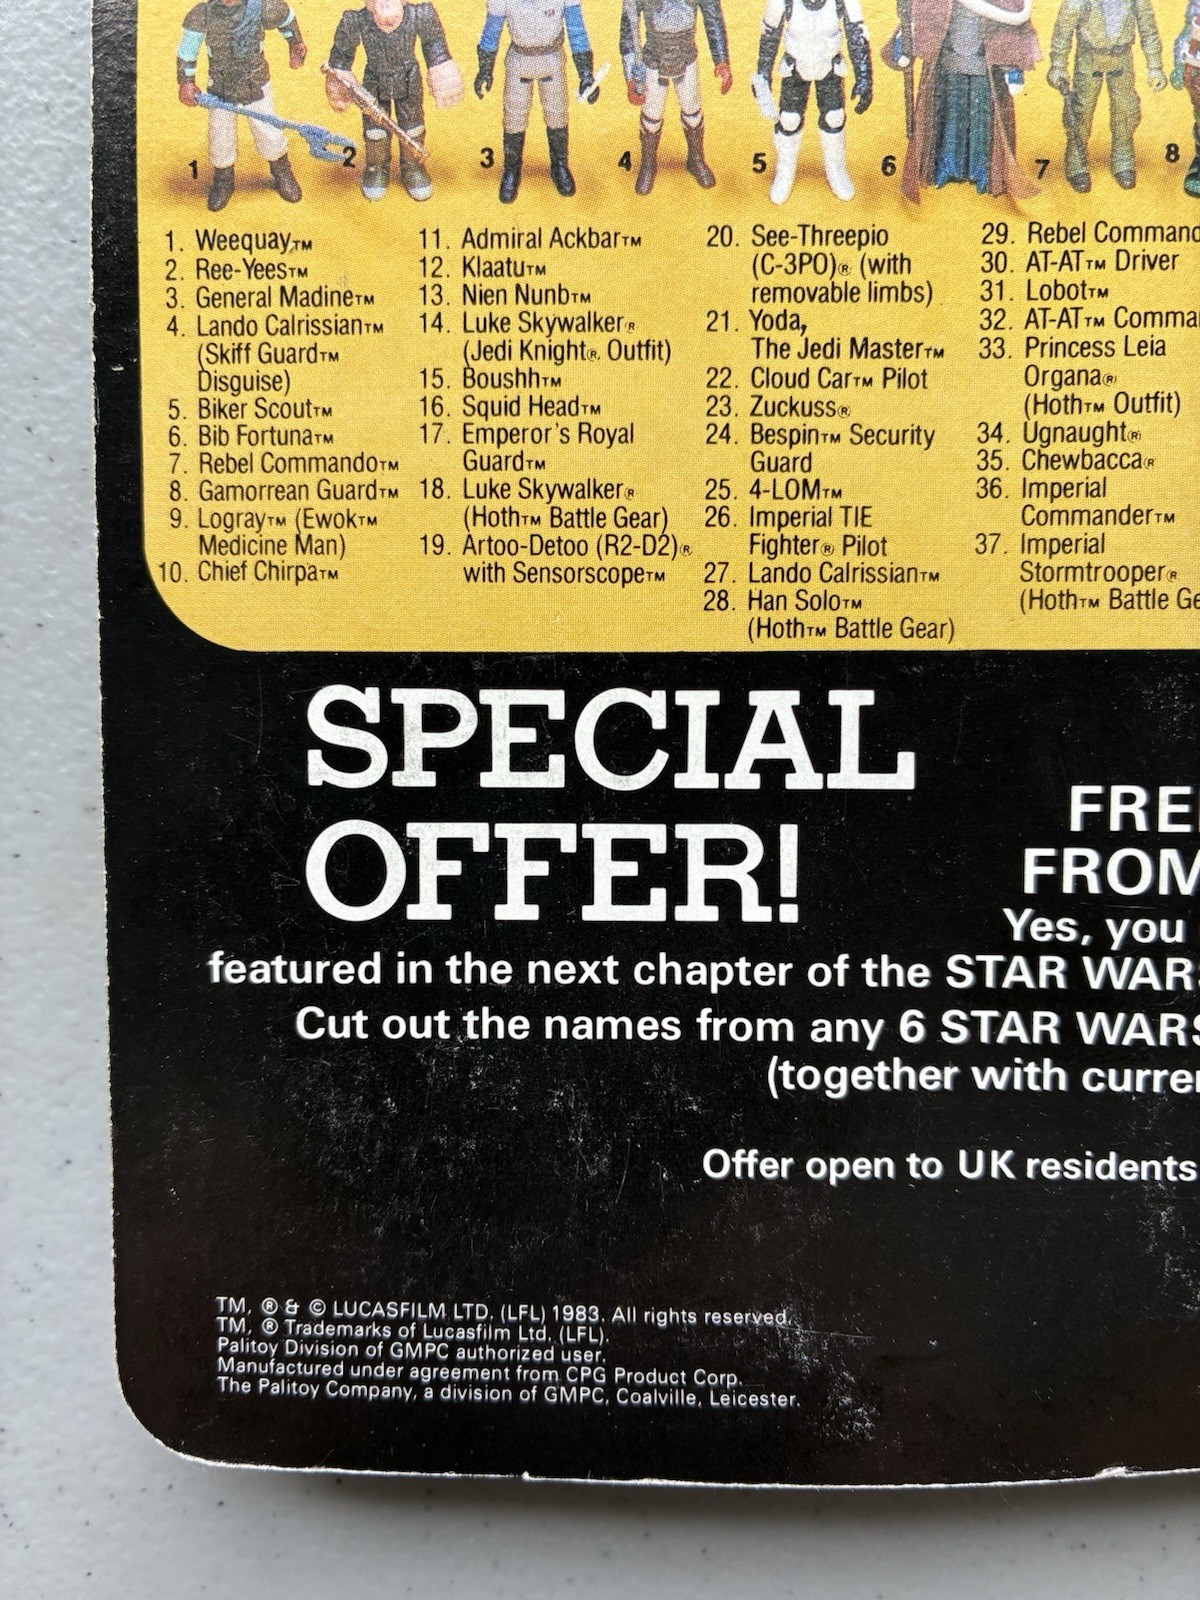 1
2
3
4
5
6
7
8
1. Weequay™
2. Ree-Yees™
3. General Madine™
4. Lando Calrissian™
(Skiff Guard™
Disguise)
5. Biker Scout™
6. Bib Fortuna™
7. Rebel Commando™
8. Gamorrean Guard™
9. Logray™ (Ewok™
Medicine Man)
10. Chief Chirpa™
11. Admiral Ackbar™
12. Klaatu™
13. Nien Nunb™
14. Luke Skywalker®
(Jedi Knight® Outfit)
15. Boushh™
16. Squid Head™
17. Emperor's Royal
Guard™
18. Luke Skywalker®
(Hoth™ Battle Gear)
19. Artoo-Detoo (R2-D2)®
with Sensorscope™
20. See-Threepio
(C-3PO)® (with
removable limbs)
21. Yoda,
The Jedi Master™
22. Cloud Car™ Pilot
23. Zuckuss®
24. Bespin™ Security
Guard
25. 4-LOM™
26. Imperial TIE
Fighter® Pilot
27. Lando Calrissian™
28. Han Solo™
(Hoth™ Battle Gear)
29. Rebel Command
30. AT-AT™ Driver
31. Lobot™
32. AT-AT™ Comma
33. Princess Leia
Organa®
(Hoth™ Outfit)
34. Ugnaught®
35. Chewbacca®
36. Imperial
Commander™
37. Imperial
Stormtrooper®
(Hoth™ Battle Ge
SPECIAL
OFFER!
FRE
FROM
Yes, you
featured in the next chapter of the STAR WARS
Cut out the names from any 6 STAR WARS
(together with curre
Offer open to UK residents
TM, ® & © LUCASFILM LTD. (LFL) 1983. All rights reserved.
TM, ® Trademarks of Lucasfilm Ltd. (LFL).
Palitoy Division of GMPC authorized user.
Manufactured under agreement from CPG Product Corp.
The Palitoy Company, a division of GMPC, Coalville, Leicester.